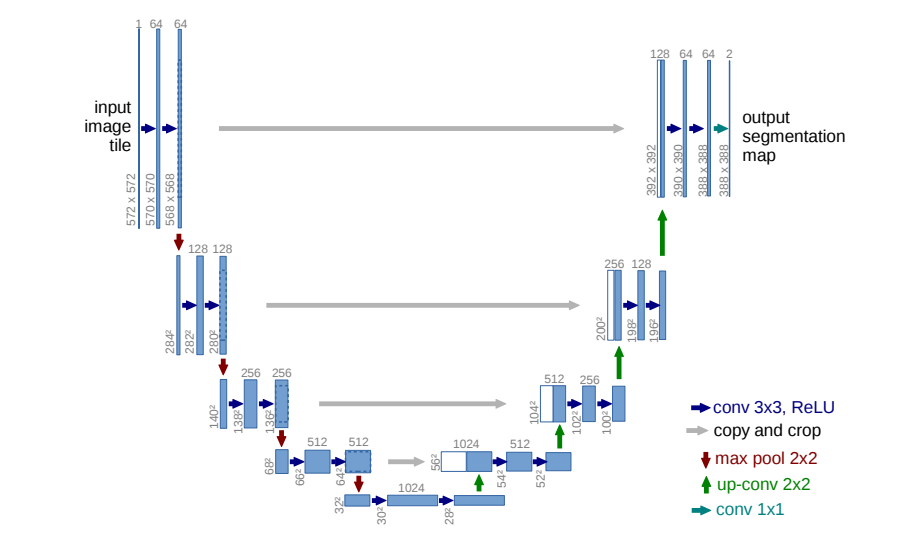 1 64 64
128 64 64 2
input
image
tile
output
segmentation
map
572 x 572
570 x 570
568 x 568
392 x 392
390 x 390
388 x 388
388 x 388
128 128
256 128
284²
282²
280²
200²
198²
196²
256 256
512 256
140²
138²
136²
104²
102²
100²
512 512
1024 512
68²
66²
64²
56²
54²
52²
1024
32²
30²
28²
conv 3x3, ReLU
copy and crop
max pool 2x2
up-conv 2x2
conv 1x1